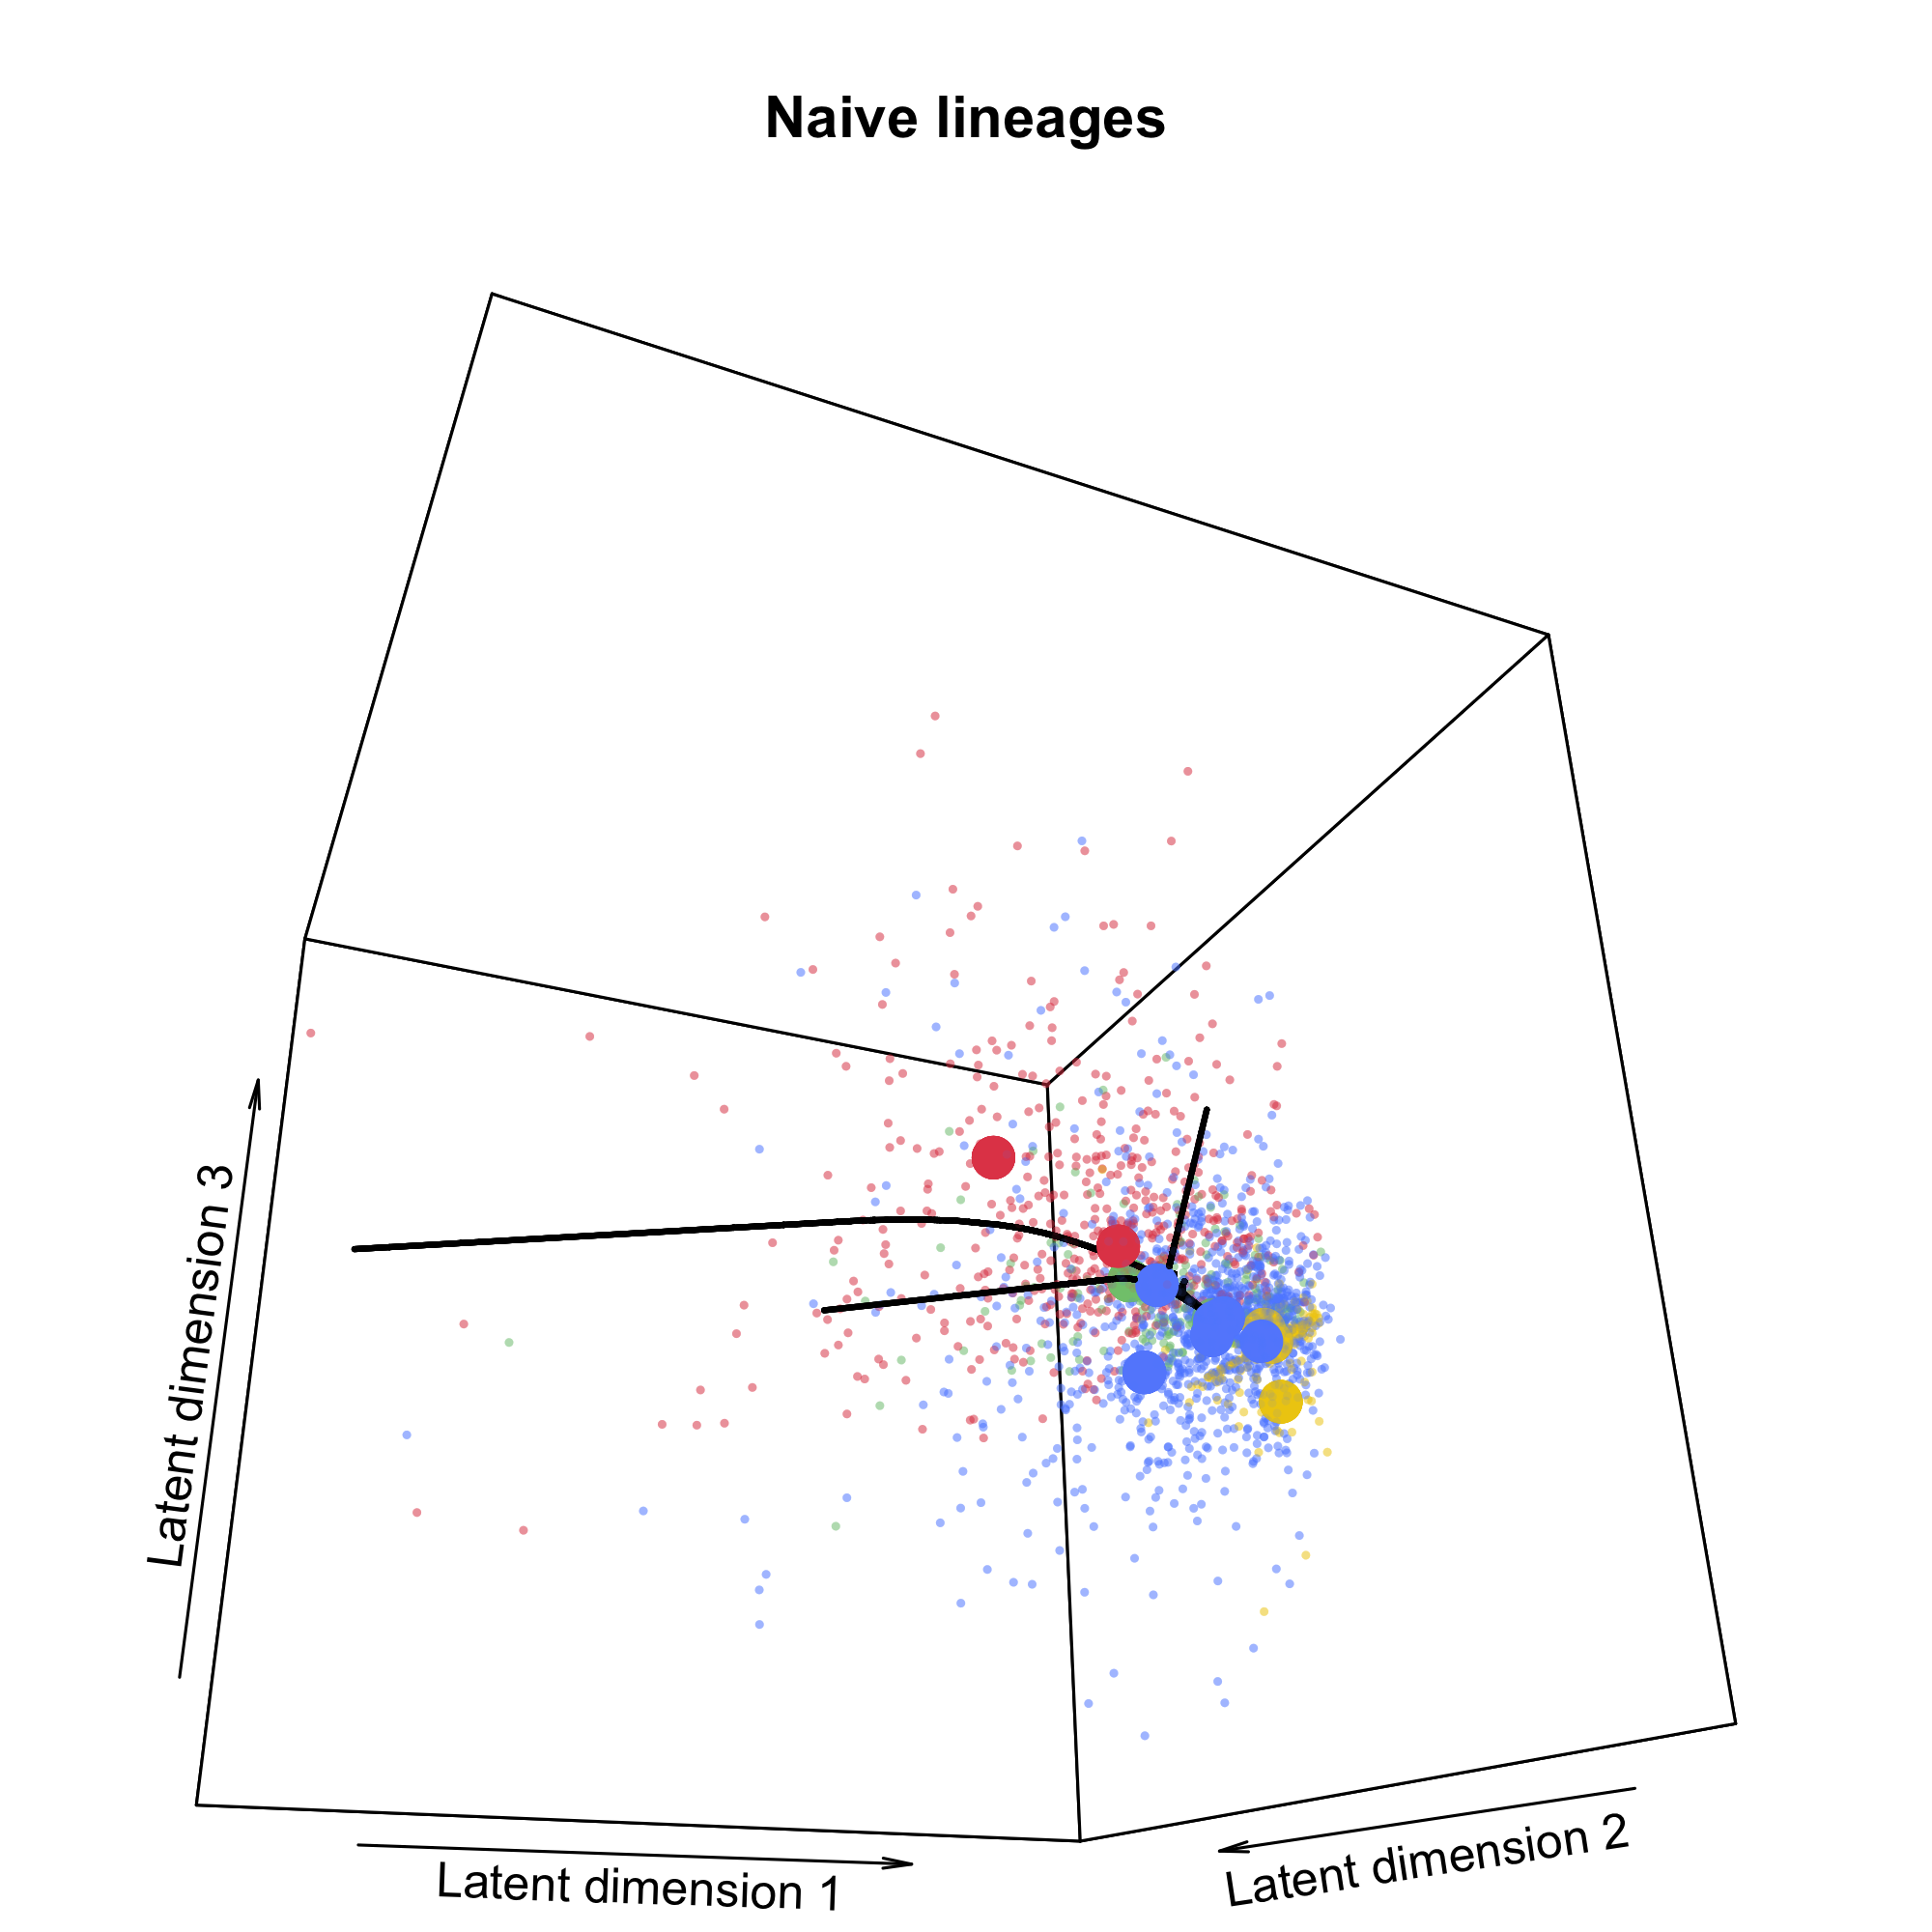 Naive lineages
Latent dimension 3
Latent dimension 1
Latent dimension 2